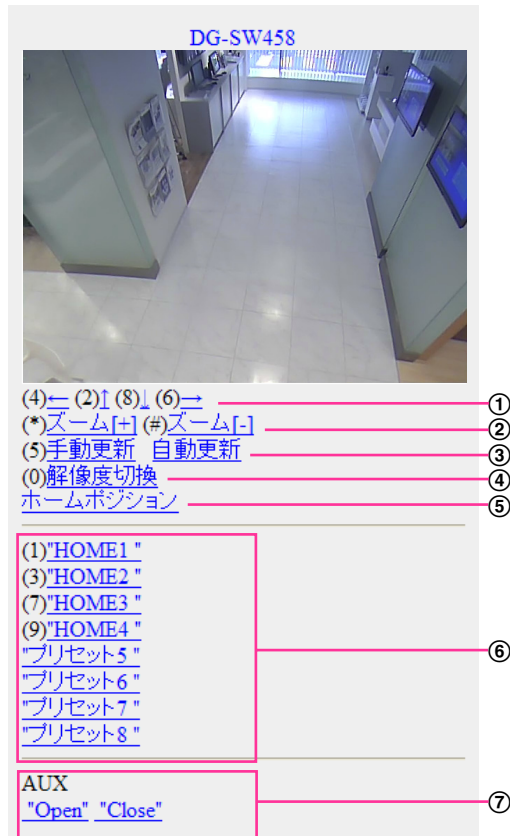 DG-SW458
(4)← (2)↑ (8)↓ (6)→ ①
(*)ズーム[+] (#)ズーム[-] ②
(5)手動更新 自動更新 ③
(0)解像度切換 ④
ホームポジション ⑤
(1)"HOME1 "
(3)"HOME2 "
(7)"HOME3 "
(9)"HOME4 "
"プリセット5 " ⑥
"プリセット6 "
"プリセット7 "
"プリセット8 "
AUX
"Open" "Close" ⑦